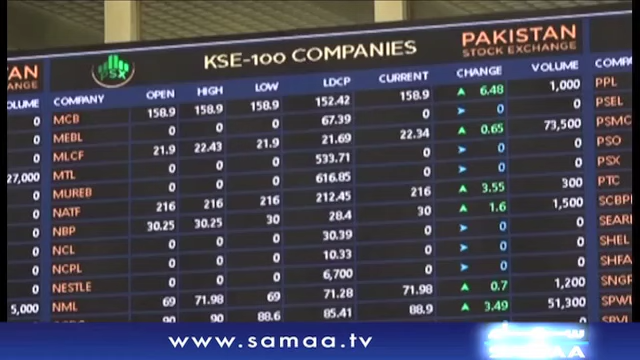 TAN KSE-100 COMPANIES PAKISTAN
HANGE PSX STOCK EXCHANGE
VOLUME COMPANY OPEN HIGH LOW LDCP CURRENT CHANGE VOLUME COMPA
0 MCB 158.9 158.9 158.9 152.42 158.9 6.48 1,000 PPL
0 MEBL 0 0 0 67.39 0 0 0 PSEL
0 MLCF 21.9 22.43 21.9 21.69 22.34 0.65 73,500 PSMC
27,000 MTL 0 0 0 533.71 0 0 0 PSO
0 MUREB 0 0 0 616.85 0 0 0 PSX
0 NATF 216 216 216 212.45 216 3.55 300 PTC
0 NBP 30.25 30.25 30 28.4 30 1.6 1,500 SCBP
0 NCL 0 0 0 30.39 0 0 0 SEAR
0 NCPL 0 0 0 10.33 0 0 0 SHEL
0 NESTLE 0 0 0 6,700 0 0 0 SHFA
5,000 NML 69 71.98 69 71.28 71.98 0.7 1,200 SNGP
90 90 88.6 85.41 88.9 3.49 51,300 SPW
www.samaa.tv
SAMAA